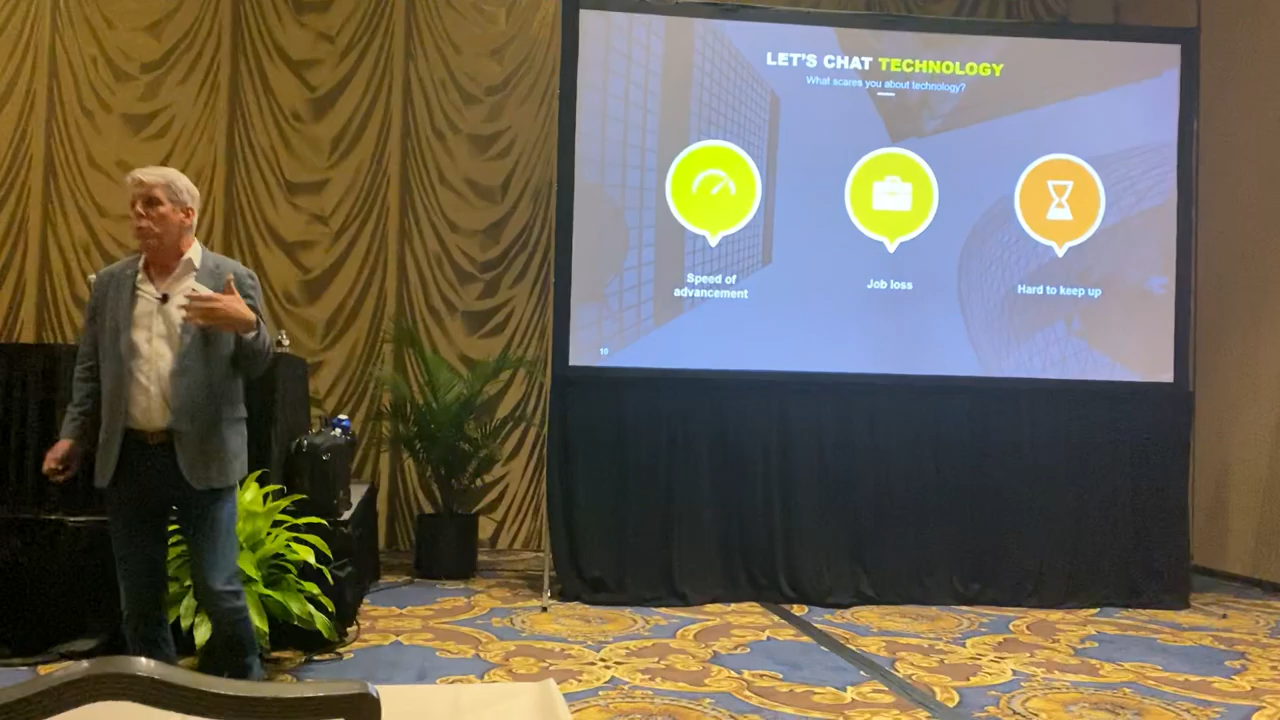 LET'S CHAT TECHNOLOGY
What scares you about technology?
Speed of
advancement
Job loss
Hard to keep up
10